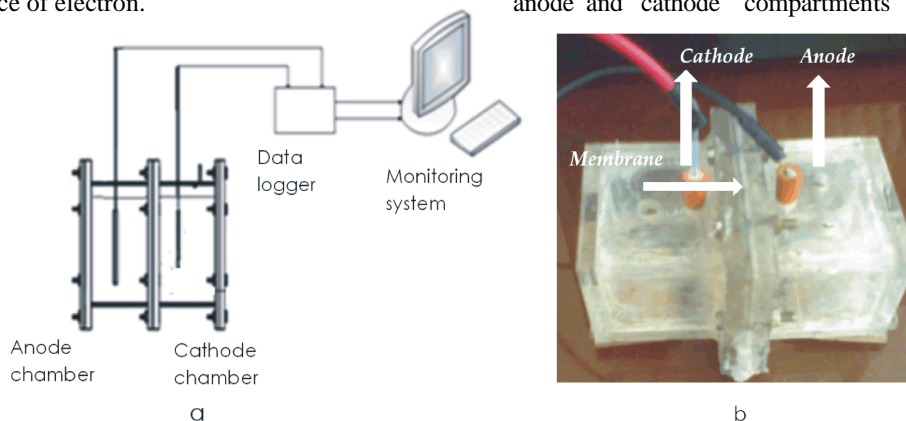 ce of electron.
anode and cathode compartments
Data
logger
Monitoring
system
Anode
chamber
Cathode
chamber
a
Cathode
Anode
Membrane
b